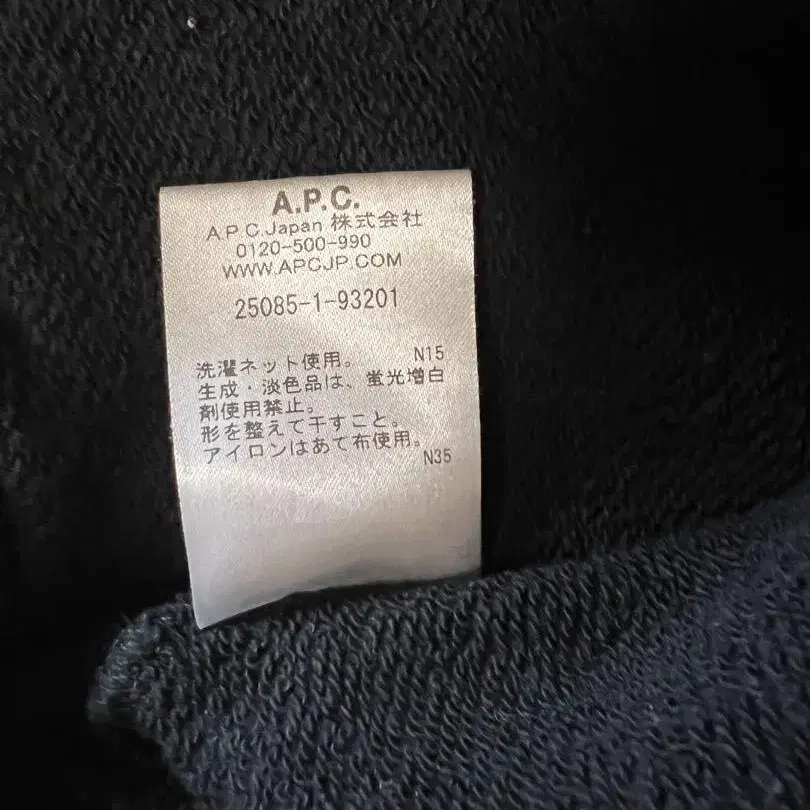 A.P.C.
A.P.C.Japan 株式会社
0120-500-990
WWW.APCJP.COM
25085-1-93201
洗濯ネット使用。 N15
生成・淡色品は、蛍光増白
剤使用禁止。
形を整えて干すこと。
アイロンはあて布使用。
N35